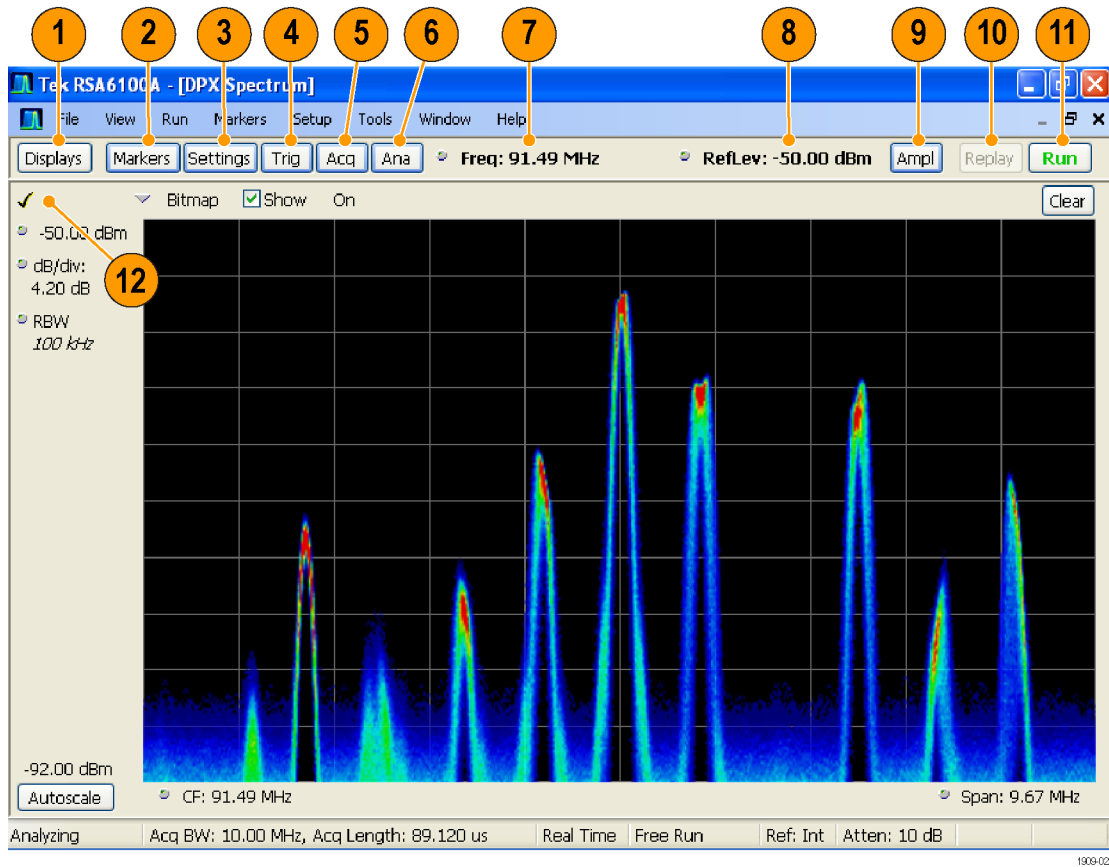 1 2 3 4 5 6 7 8 9 10 11
Tek RSA6100A - [DPX Spectrum]
File View Run Markers Setup Tools Window Help
Displays Markers Settings Trig Acq Ana Freq: 91.49 MHz RefLev: -50.00 dBm Ampl Replay Run
Bitmap Show On Clear
-50.00 dBm
12
dB/div:
4.20 dB
RBW
100 kHz
-92.00 dBm
Autoscale CF: 91.49 MHz Span: 9.67 MHz
Analyzing Acq BW: 10.00 MHz, Acq Length: 89.120 us Real Time Free Run Ref: Int Atten: 10 dB
1909-02